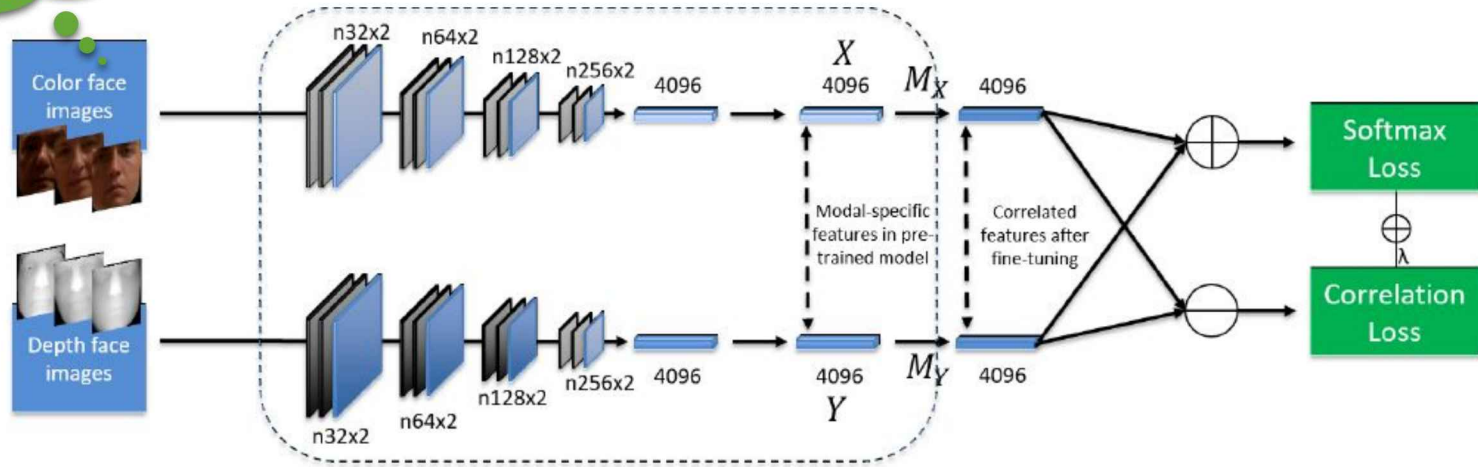 Color face
images
n32x2
n64x2
n128x2
n256x2
4096
X
4096
M_X
4096
Softmax
Loss
Modal-specific
features in pre-
trained model
Correlated
features after
fine-tuning
λ
Depth face
images
n32x2
n64x2
n128x2
n256x2
4096
4096
Y
M_Y
4096
Correlation
Loss